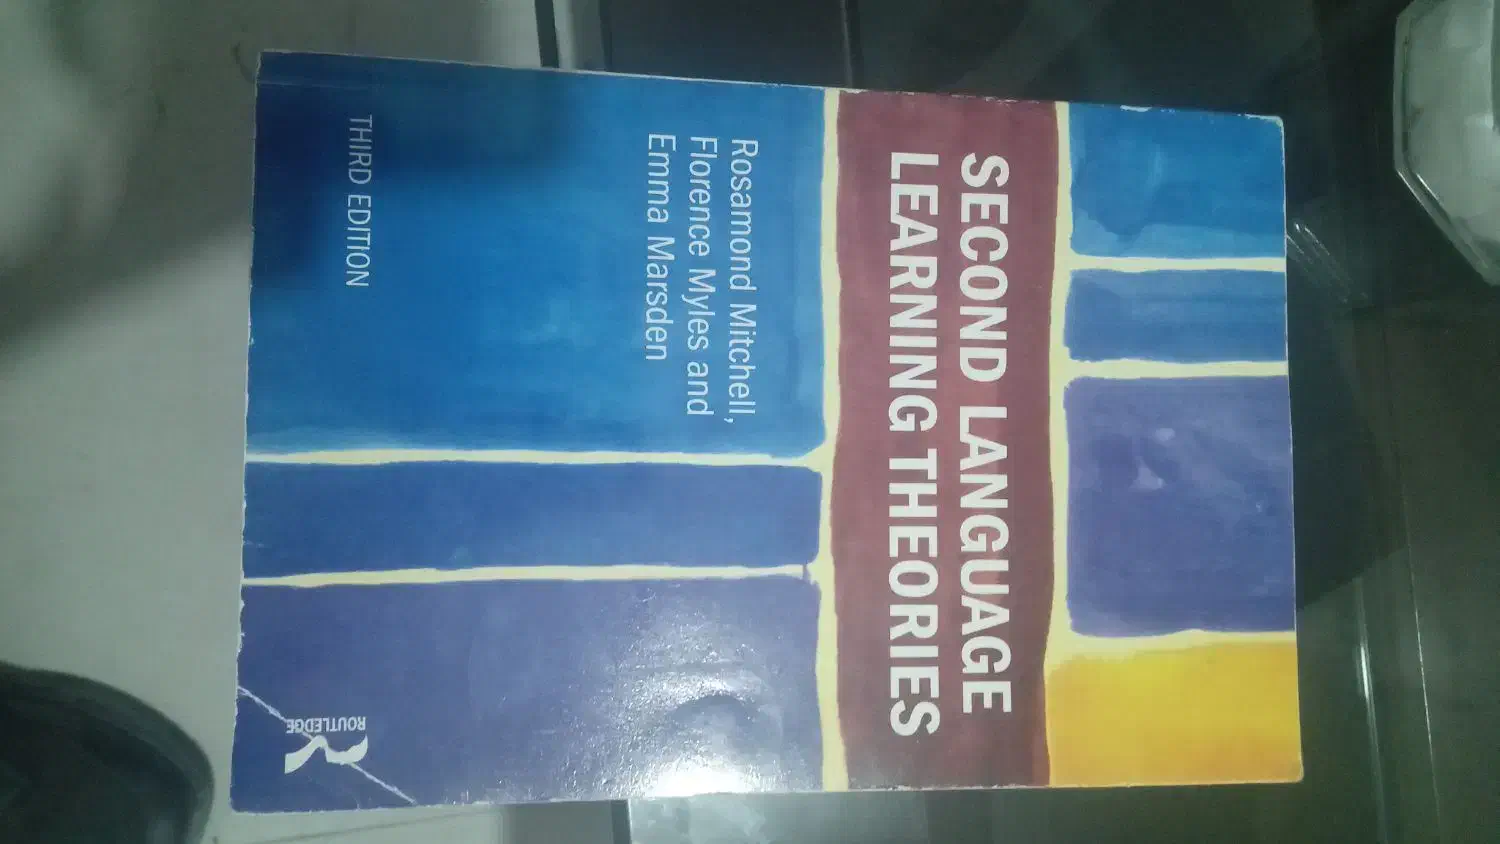 SECOND LANGUAGE
LEARNING THEORIES
Rosamond Mitchell,
Florence Myles and
Emma Marsden
THIRD EDITION
ROUTLEDGE